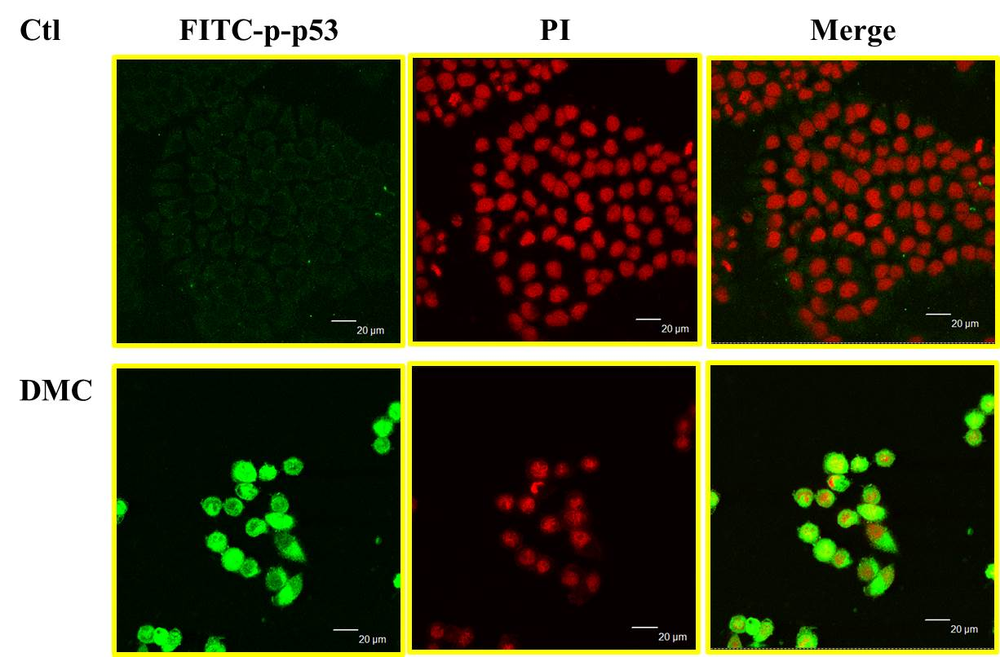 Ctl FITC-p-p53 PI Merge
20 μm 20 μm 20 μm
DMC
20 μm 20 μm 20 μm